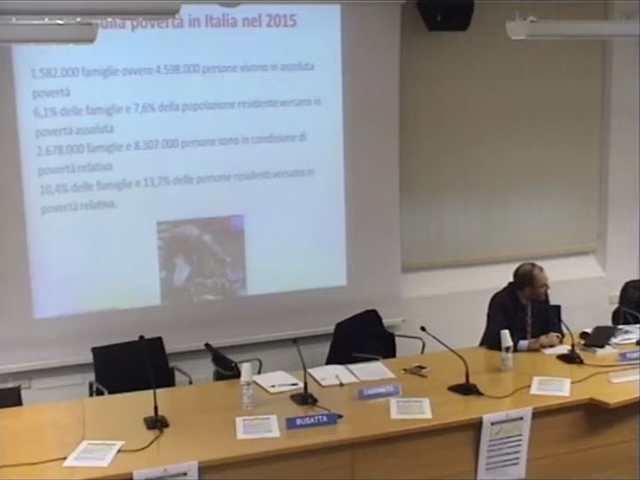 povertà in Italia nel 2015
1.582.000 famiglie ovvero 4.598.000 persone vivono in assoluta
povertà
6,1% delle famiglie e 7,6% della popolazione residente versano in
povertà assoluta
2.678.000 famiglie e 8.307.000 persone sono in condizione di
povertà relativa
10,4% delle famiglie e 13,7% delle persone residenti versano in
povertà relativa.
BUSATTA